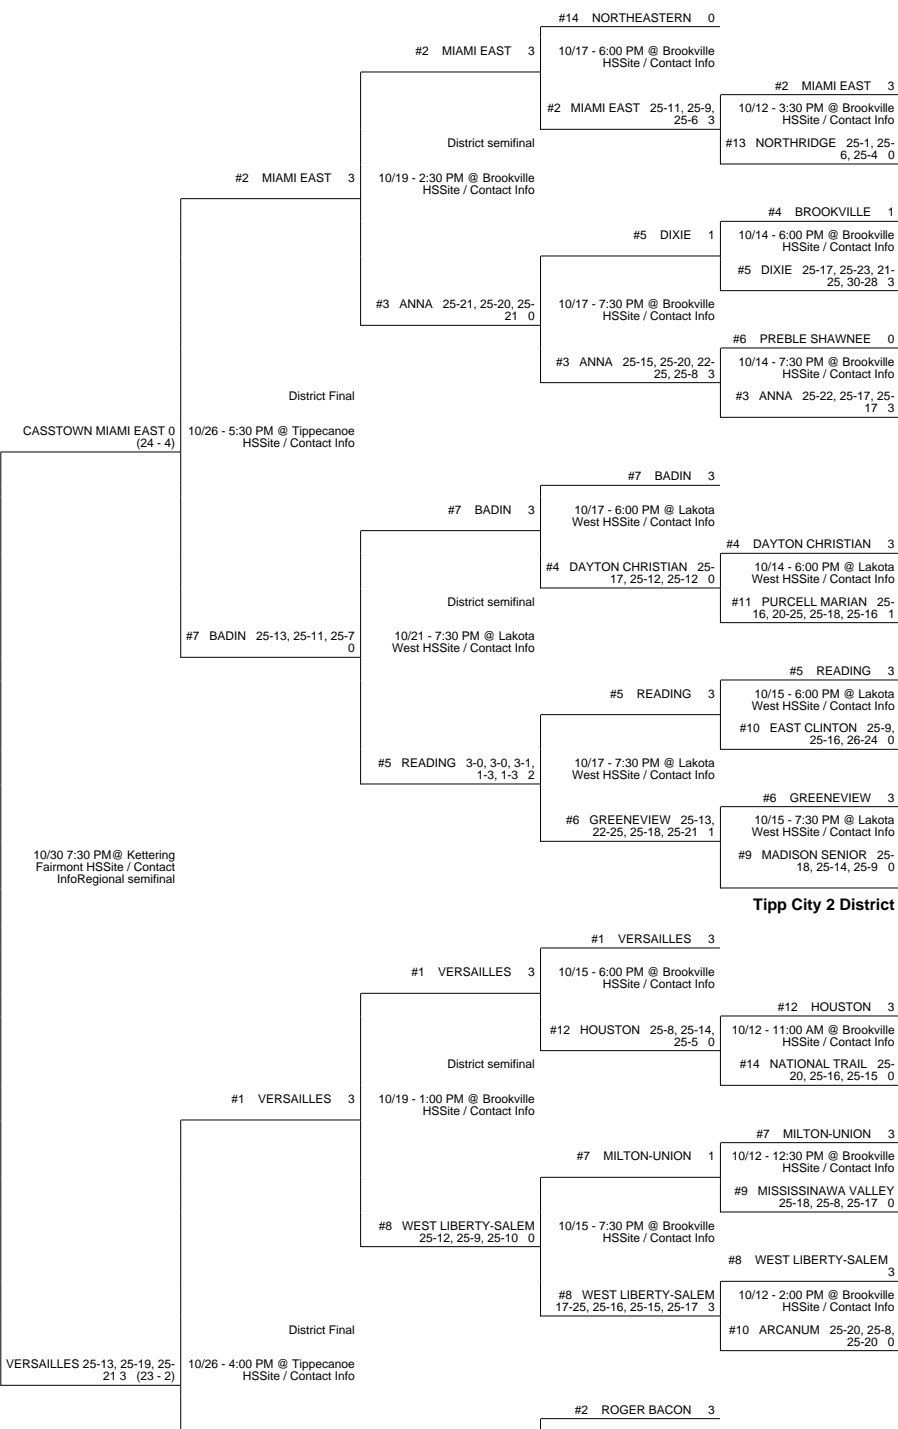 #14 NORTHEASTERN 0
#2 MIAMI EAST 3
10/17 - 6:00 PM @ Brookville
HSSite / Contact Info
#2 MIAMI EAST 3
#2 MIAMI EAST 25-11, 25-9,
25-6 3
10/12 - 3:30 PM @ Brookville
HSSite / Contact Info
District semifinal
#13 NORTHRIDGE 25-1, 25-
6, 25-4 0
#2 MIAMI EAST 3
10/19 - 2:30 PM @ Brookville
HSSite / Contact Info
#4 BROOKVILLE 1
#5 DIXIE 1
10/14 - 6:00 PM @ Brookville
HSSite / Contact Info
#5 DIXIE 25-17, 25-23, 21-
25, 30-28 3
#3 ANNA 25-21, 25-20, 25-
21 0
10/17 - 7:30 PM @ Brookville
HSSite / Contact Info
#6 PREBLE SHAWNEE 0
#3 ANNA 25-15, 25-20, 22-
25, 25-8 3
10/14 - 7:30 PM @ Brookville
HSSite / Contact Info
District Final
#3 ANNA 25-22, 25-17, 25-
17 3
CASSTOWN MIAMI EAST 0
(24 - 4)
10/26 - 5:30 PM @ Tippecanoe
HSSite / Contact Info
#7 BADIN 3
#7 BADIN 3
10/17 - 6:00 PM @ Lakota
West HSSite / Contact Info
#4 DAYTON CHRISTIAN 3
#4 DAYTON CHRISTIAN 25-
17, 25-12, 25-12 0
10/14 - 6:00 PM @ Lakota
West HSSite / Contact Info
District semifinal
#11 PURCELL MARIAN 25-
16, 20-25, 25-18, 25-16 1
#7 BADIN 25-13, 25-11, 25-7
0
10/21 - 7:30 PM @ Lakota
West HSSite / Contact Info
#5 READING 3
#5 READING 3
10/15 - 6:00 PM @ Lakota
West HSSite / Contact Info
#10 EAST CLINTON 25-9,
25-16, 26-24 0
#5 READING 3-0, 3-0, 3-1,
1-3, 1-3 2
10/17 - 7:30 PM @ Lakota
West HSSite / Contact Info
#6 GREENEVIEW 3
#6 GREENEVIEW 25-13,
22-25, 25-18, 25-21 1
10/15 - 7:30 PM @ Lakota
West HSSite / Contact Info
10/30 7:30 PM@ Kettering
Fairmont HSSite / Contact
InfoRegional semifinal
#9 MADISON SENIOR 25-
18, 25-14, 25-9 0
Tipp City 2 District
#1 VERSAILLES 3
#1 VERSAILLES 3
10/15 - 6:00 PM @ Brookville
HSSite / Contact Info
#12 HOUSTON 3
#12 HOUSTON 25-8, 25-14,
25-5 0
10/12 - 11:00 AM @ Brookville
HSSite / Contact Info
District semifinal
#14 NATIONAL TRAIL 25-
20, 25-16, 25-15 0
#1 VERSAILLES 3
10/19 - 1:00 PM @ Brookville
HSSite / Contact Info
#7 MILTON-UNION 3
#7 MILTON-UNION 1
10/12 - 12:30 PM @ Brookville
HSSite / Contact Info
#9 MISSISSINAWA VALLEY
25-18, 25-8, 25-17 0
#8 WEST LIBERTY-SALEM
25-12, 25-9, 25-10 0
10/15 - 7:30 PM @ Brookville
HSSite / Contact Info
#8 WEST LIBERTY-SALEM
3
#8 WEST LIBERTY-SALEM
17-25, 25-16, 25-15, 25-17 3
10/12 - 2:00 PM @ Brookville
HSSite / Contact Info
District Final
#10 ARCANUM 25-20, 25-8,
25-20 0
VERSAILLES 25-13, 25-19, 25-
21 3 (23 - 2)
10/26 - 4:00 PM @ Tippecanoe
HSSite / Contact Info
#2 ROGER BACON 3